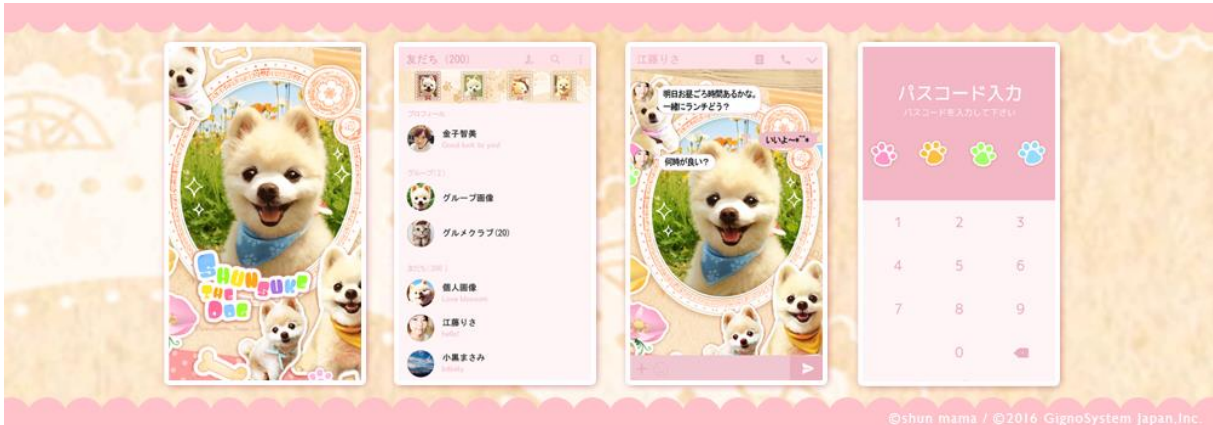 SHUNSUKE
THE
DOG
友だち (200)
プロフィール
金子智美
Good luck to you!
グループ(2)
グループ画像
グルメクラブ(20)
個人画像
Love blossom
江藤りさ
hello!
小黒まさみ
江藤りさ
明日お昼ごろ時間あるかな。
一緒にランチどう？
いいよ〜*^^*
何時が良い？
パスコード入力
パスコードを入力して下さい
1 2 3
4 5 6
7 8 9
0
©shun mama / ©2016 GignoSystem Japan,Inc.